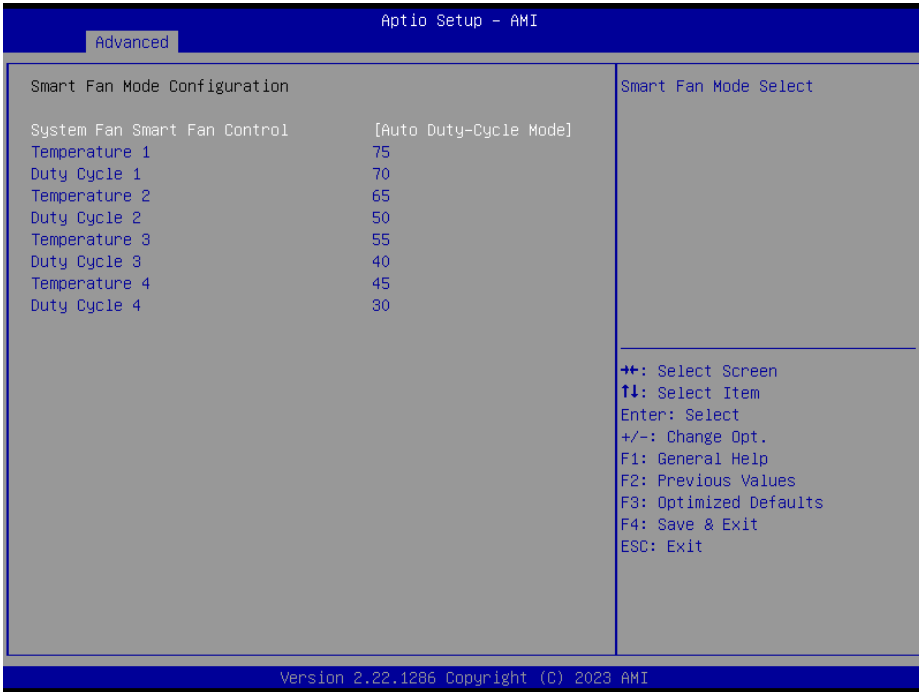 Aptio Setup – AMI
Advanced
Smart Fan Mode Configuration
System Fan Smart Fan Control [Auto Duty-Cycle Mode]
Temperature 1 75
Duty Cycle 1 70
Temperature 2 65
Duty Cycle 2 50
Temperature 3 55
Duty Cycle 3 40
Temperature 4 45
Duty Cycle 4 30
Smart Fan Mode Select
→←: Select Screen
↑↓: Select Item
Enter: Select
+/-: Change Opt.
F1: General Help
F2: Previous Values
F3: Optimized Defaults
F4: Save & Exit
ESC: Exit
Version 2.22.1286 Copyright (C) 2023 AMI